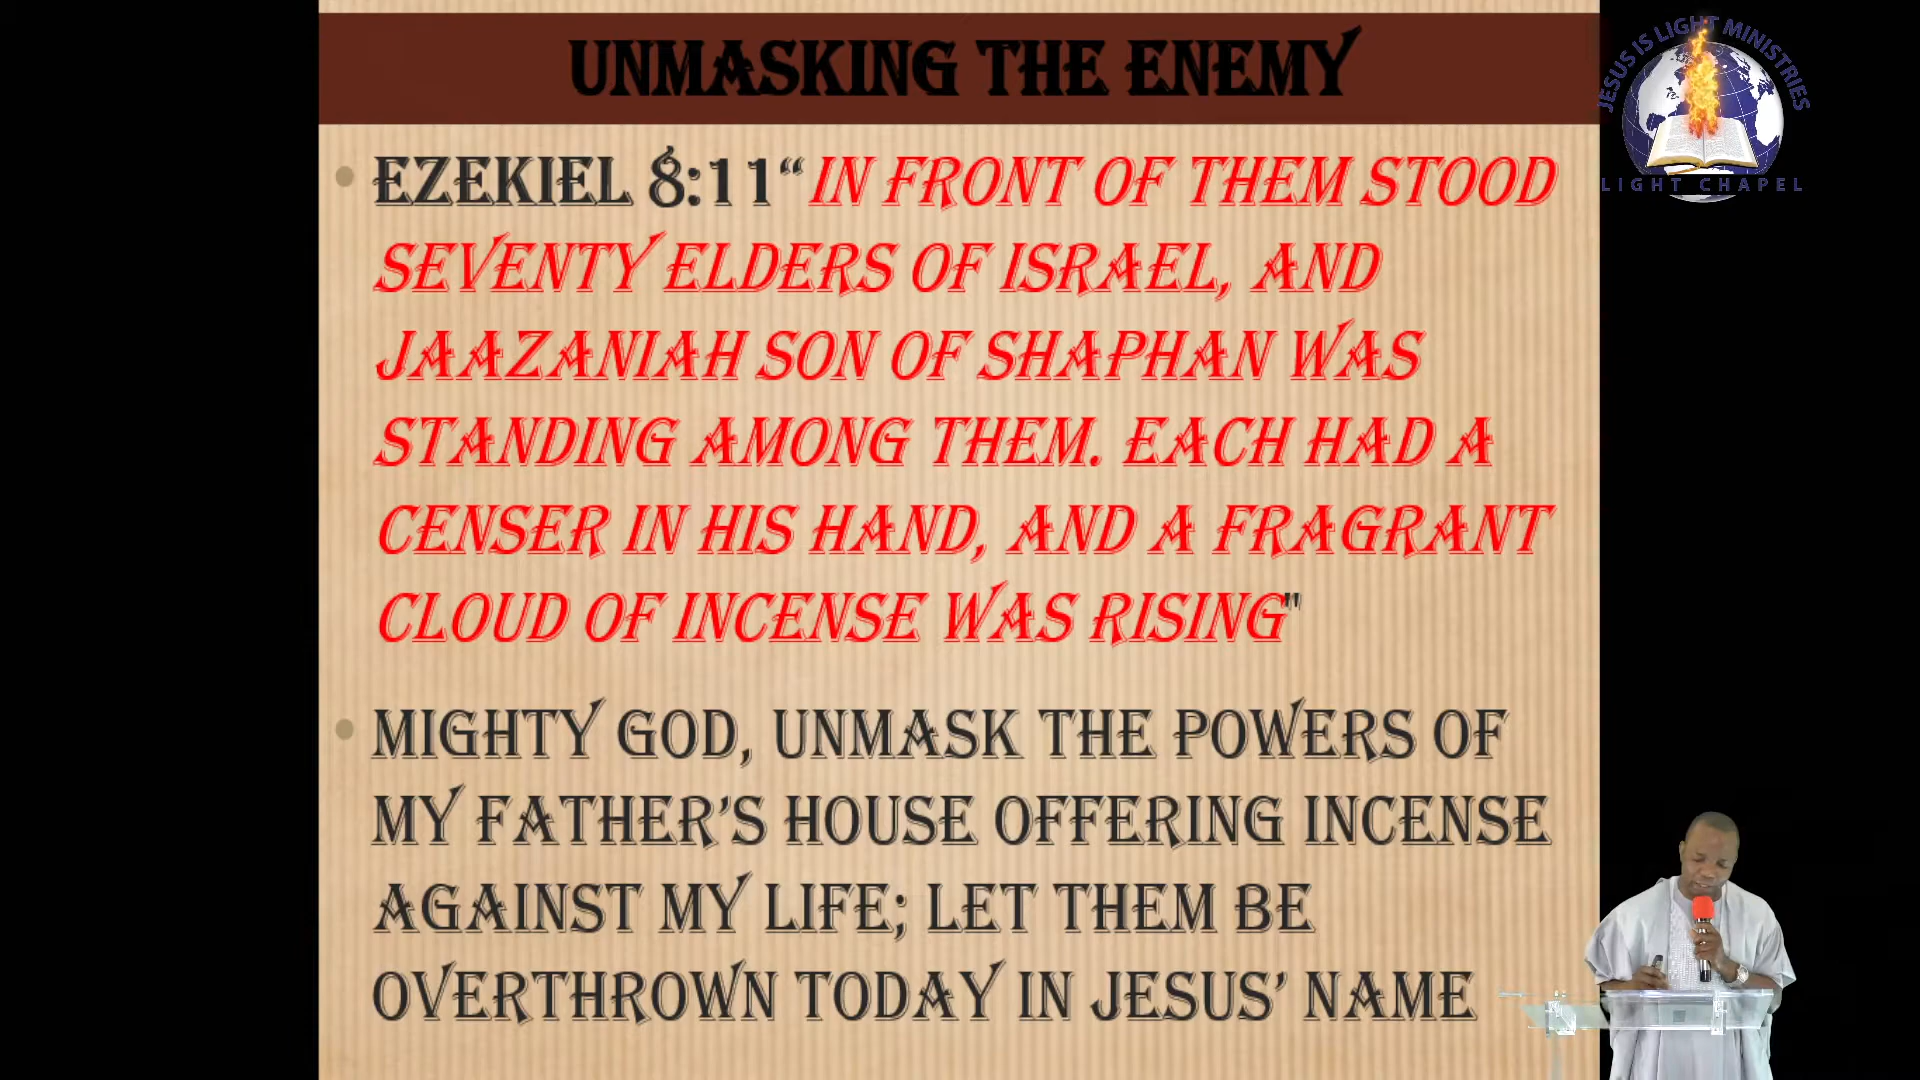 UNMASKING THE ENEMY
JESUS IS LIGHT MINISTRIES
LIGHT CHAPEL
• EZEKIEL 8:11“IN FRONT OF THEM STOOD
SEVENTY ELDERS OF ISRAEL, AND
JAAZANIAH SON OF SHAPHAN WAS
STANDING AMONG THEM. EACH HAD A
CENSER IN HIS HAND, AND A FRAGRANT
CLOUD OF INCENSE WAS RISING"
• MIGHTY GOD, UNMASK THE POWERS OF
MY FATHER’S HOUSE OFFERING INCENSE
AGAINST MY LIFE; LET THEM BE
OVERTHROWN TODAY IN JESUS’ NAME